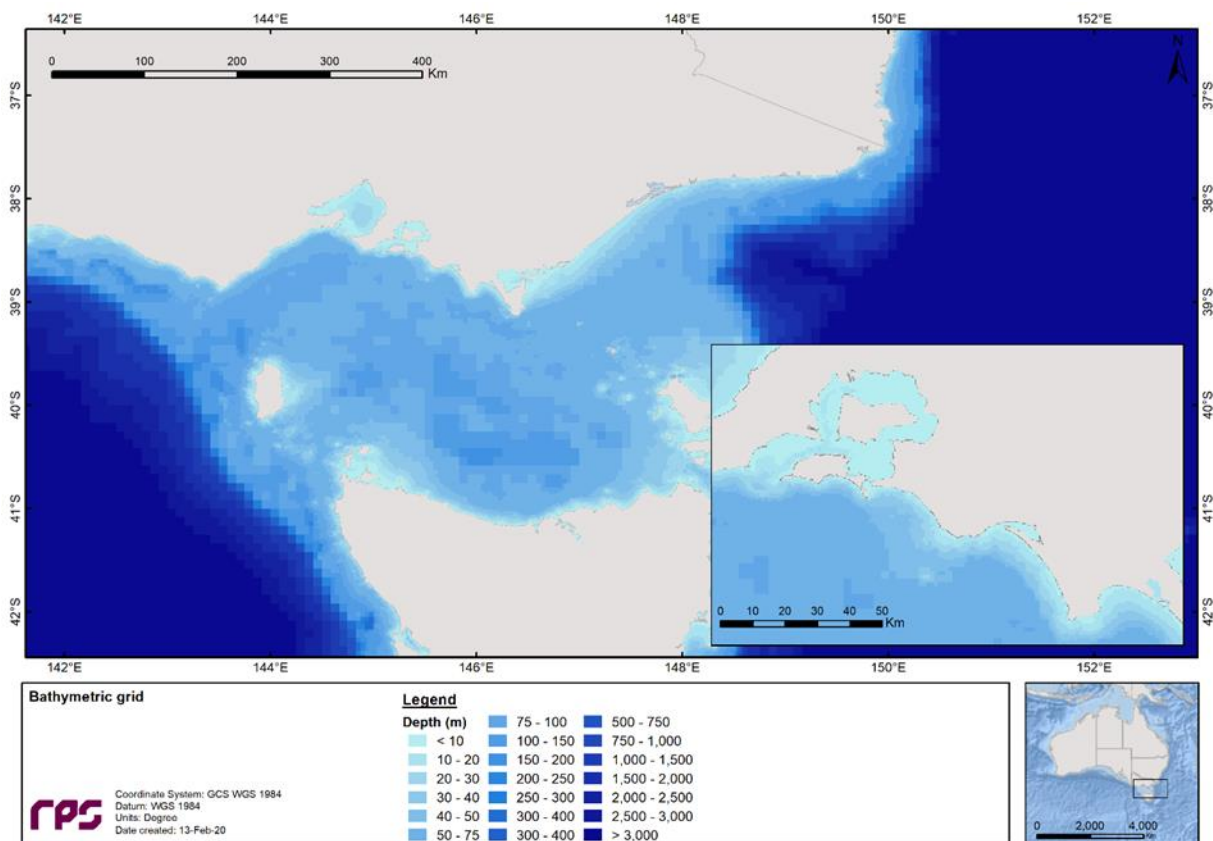 142°E 144°E 146°E 148°E 150°E 152°E
N
0 100 200 300 400
Km
37°S 37°S
38°S 38°S
39°S 39°S
40°S 40°S
41°S 41°S
42°S 42°S
0 10 20 30 40 50
Km
142°E 144°E 146°E 148°E 150°E 152°E
Bathymetric grid
Legend
Depth (m)
< 10
10 - 20
20 - 30
30 - 40
40 - 50
50 - 75
75 - 100
100 - 150
150 - 200
200 - 250
250 - 300
300 - 400
300 - 400
500 - 750
750 - 1,000
1,000 - 1,500
1,500 - 2,000
2,000 - 2,500
2,500 - 3,000
> 3,000
rps
Coordinate System: GCS WGS 1984
Datum: WGS 1984
Units: Degree
Date created: 13-Feb-20
0 2,000 4,000
Km